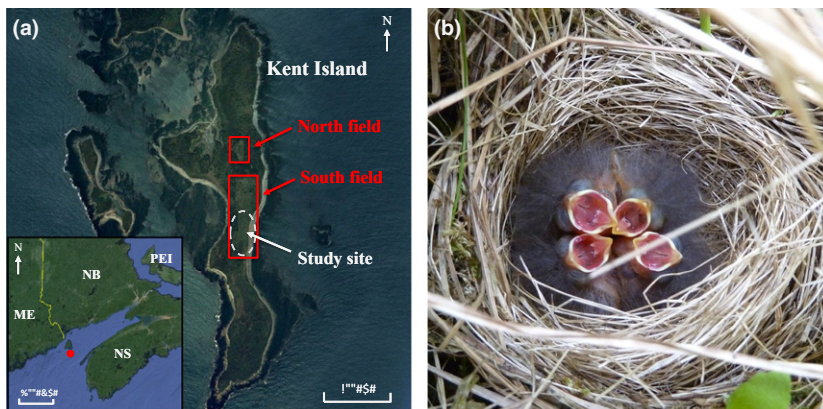 (a)
N
Kent Island
North field
South field
Study site
N
PEI
NB
ME
NS
%""#&$#
!""#$#
(b)